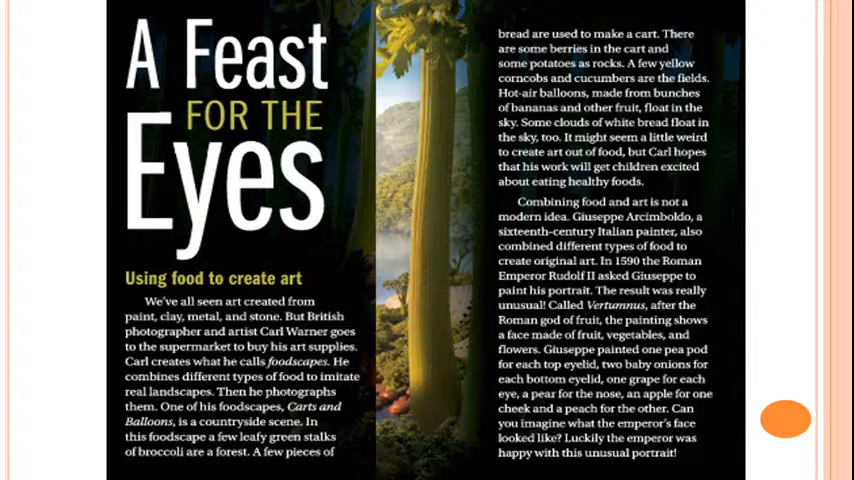 A Feast
FOR THE
Eyes
Using food to create art
We've all seen art created from
paint, clay, metal, and stone. But British
photographer and artist Carl Warner goes
to the supermarket to buy his art supplies.
Carl creates what he calls foodscapes. He
combines different types of food to imitate
real landscapes. Then he photographs
them. One of his foodscapes, Carts and
Balloons, is a countryside scene. In
this foodscape a few leafy green stalks
of broccoli are a forest. A few pieces of
bread are used to make a cart. There
are some berries in the cart and
some potatoes as rocks. A few yellow
corncobs and cucumbers are the fields.
Hot-air balloons, made from bunches
of bananas and other fruit, float in the
sky. Some clouds of white bread float in
the sky, too. It might seem a little weird
to create art out of food, but Carl hopes
that his work will get children excited
about eating healthy foods.
Combining food and art is not a
modern idea. Giuseppe Arcimboldo, a
sixteenth-century Italian painter, also
combined different types of food to
create original art. In 1590 the Roman
Emperor Rudolf II asked Giuseppe to
paint his portrait. The result was really
unusual! Called Vertumnus, after the
Roman god of fruit, the painting shows
a face made of fruit, vegetables, and
flowers. Giuseppe painted one pea pod
for each top eyelid, two baby onions for
each bottom eyelid, one grape for each
eye, a pear for the nose, an apple for one
cheek and a peach for the other. Can
you imagine what the emperor's face
looked like? Luckily the emperor was
happy with this unusual portrait!